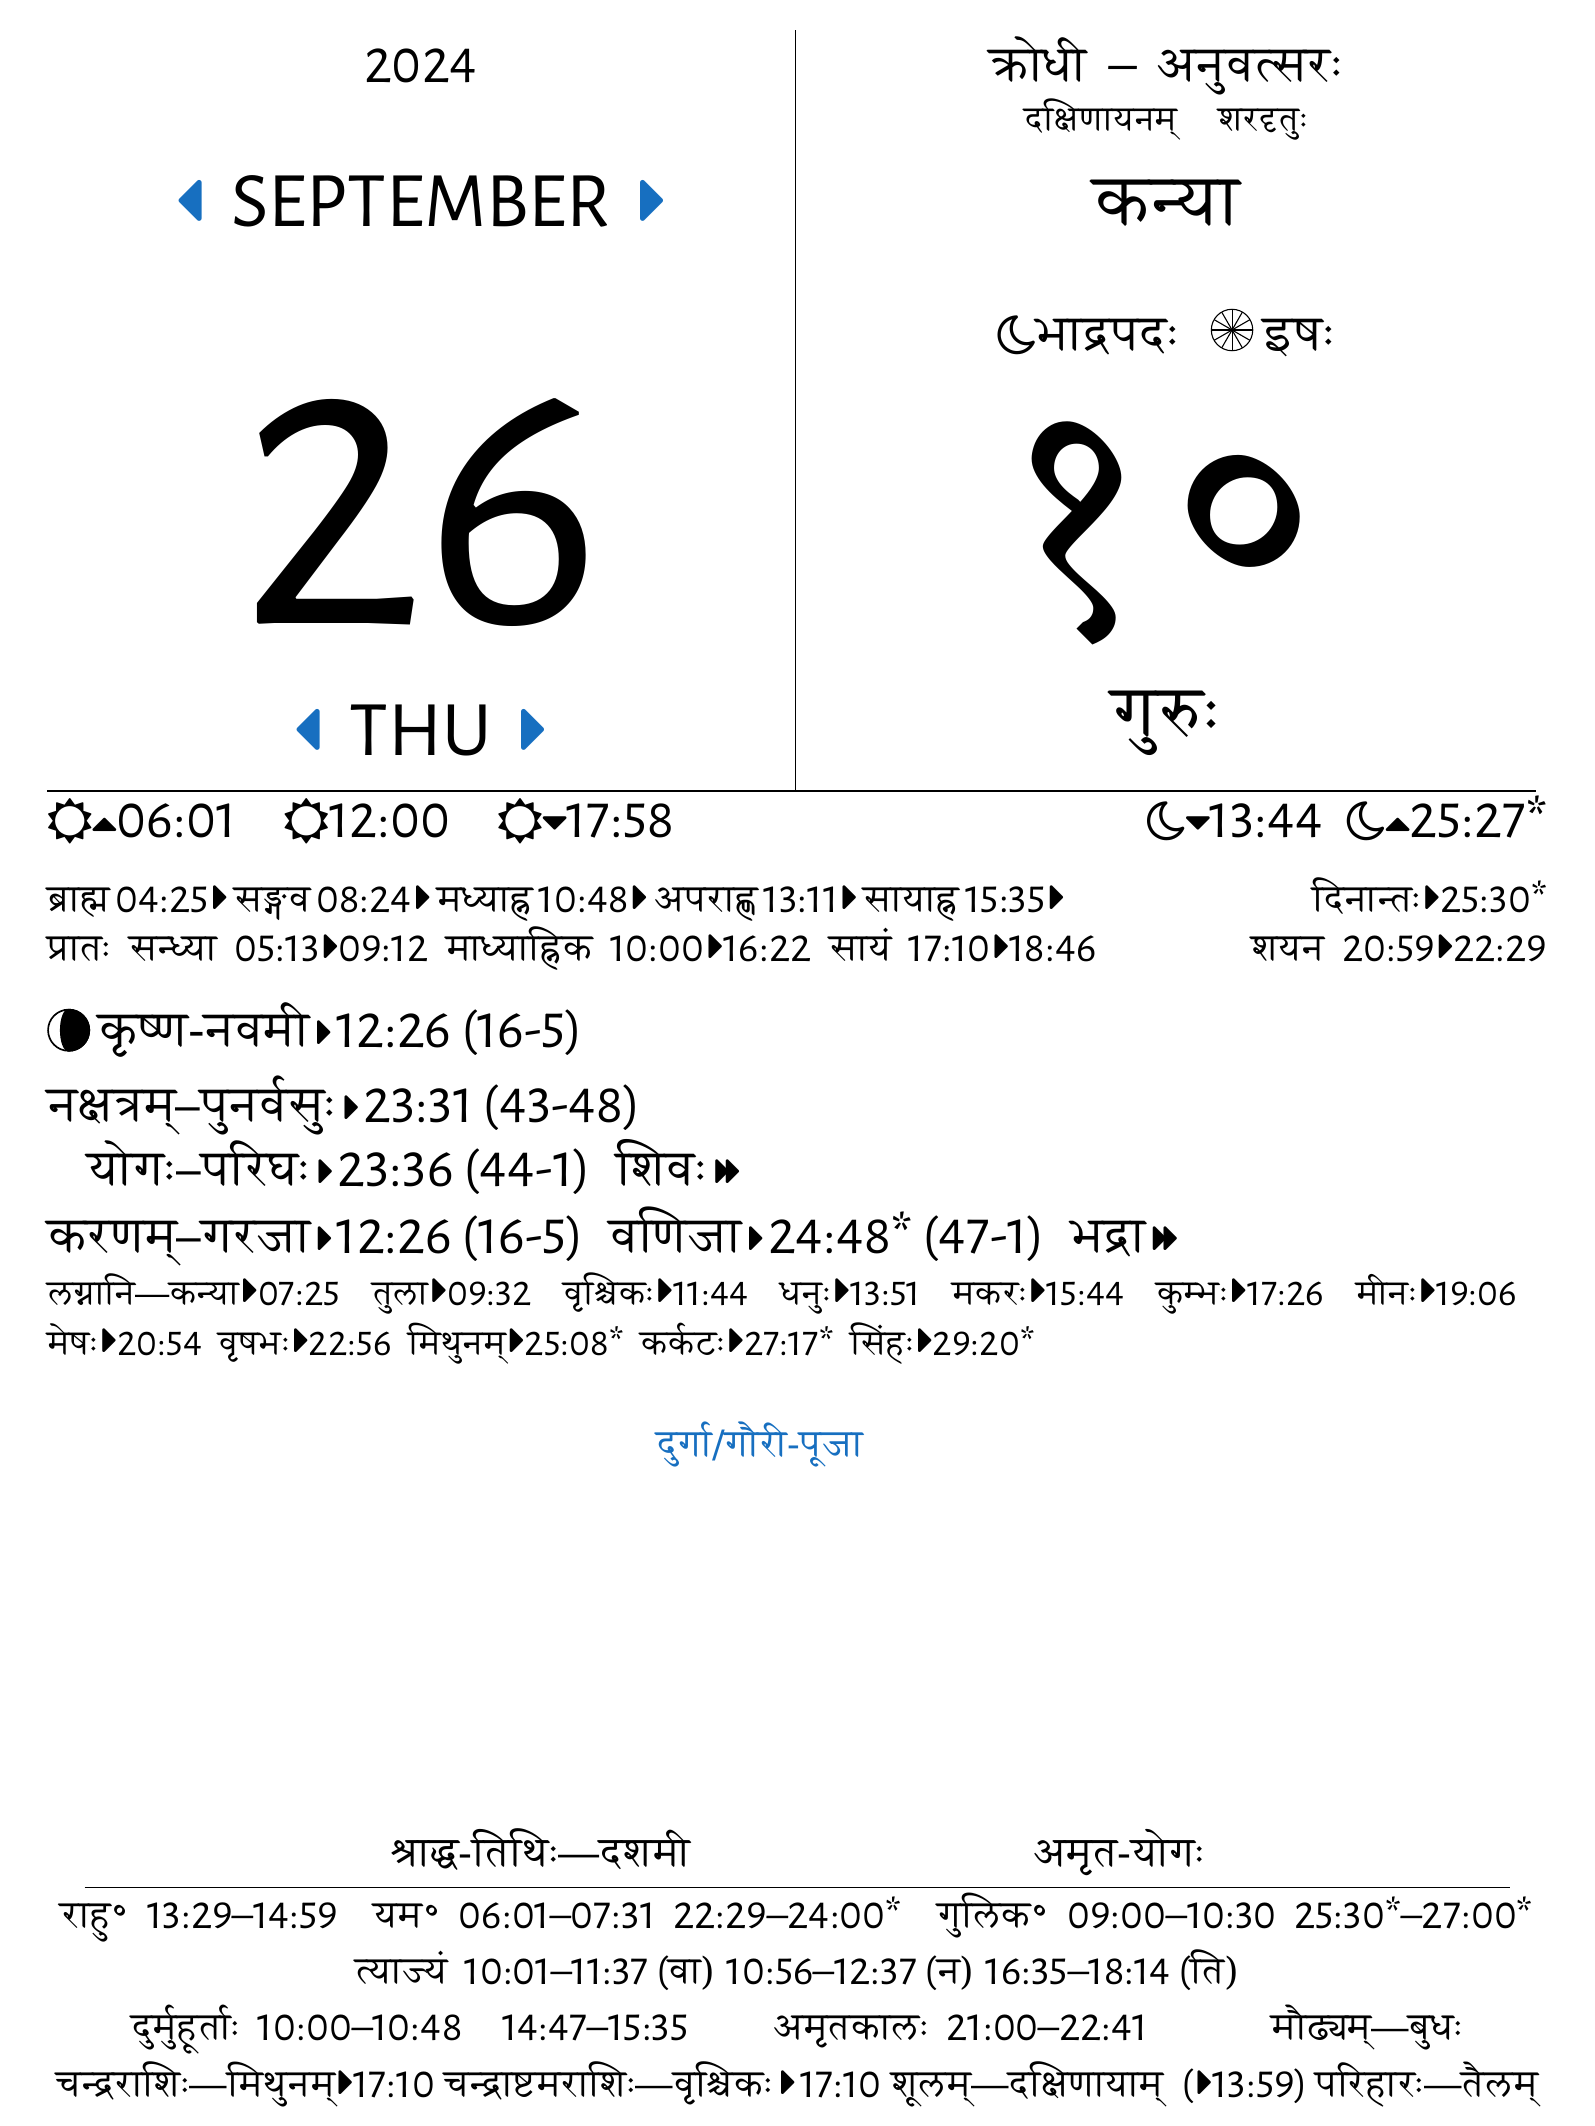 2024
SEPTEMBER
26
THU
क्रोधी – अनुवत्सरः
दक्षिणायनम् शरदृतुः
कन्या
भाद्रपदः इषः
१०
गुरुः
06:01 12:00 17:58 13:44 25:27*
ब्राह्म 04:25 सङ्गव 08:24 मध्याह्न 10:48 अपराह्ण 13:11 सायाह्न 15:35 दिनान्तः 25:30*
प्रातः सन्ध्या 05:13 09:12 माध्याह्निक 10:00 16:22 सायं 17:10 18:46 शयन 20:59 22:29
कृष्ण-नवमी 12:26 (16-5)
नक्षत्रम्–पुनर्वसुः 23:31 (43-48)
योगः–परिघः 23:36 (44-1) शिवः
करणम्–गरजा 12:26 (16-5) वणिजा 24:48* (47-1) भद्रा
लग्नानि—कन्या 07:25 तुला 09:32 वृश्चिकः 11:44 धनुः 13:51 मकरः 15:44 कुम्भः 17:26 मीनः 19:06
मेषः 20:54 वृषभः 22:56 मिथुनम् 25:08* कर्कटः 27:17* सिंहः 29:20*
दुर्गा/गौरी-पूजा
श्राद्ध-तिथिः—दशमी अमृत-योगः
राहु॰ 13:29–14:59 यम॰ 06:01–07:31 22:29–24:00* गुलिक॰ 09:00–10:30 25:30*–27:00*
त्याज्यं 10:01–11:37 (वा) 10:56–12:37 (न) 16:35–18:14 (ति)
दुर्मुहूर्ताः 10:00–10:48 14:47–15:35 अमृतकालः 21:00–22:41 मौढ्यम्—बुधः
चन्द्रराशिः—मिथुनम् 17:10 चन्द्राष्टमराशिः—वृश्चिकः 17:10 शूलम्—दक्षिणायाम् (13:59) परिहारः—तैलम्